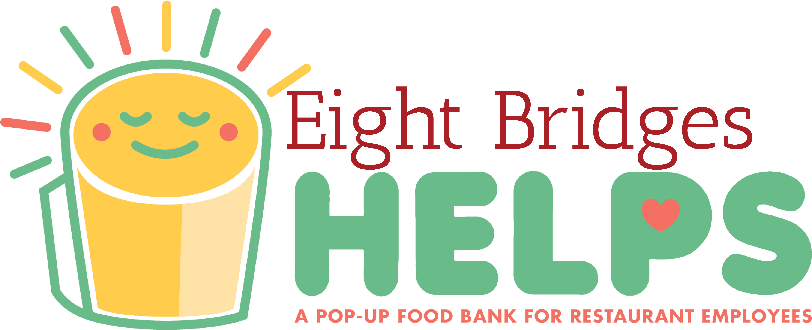 Eight Bridges
HELPS
A POP-UP FOOD BANK FOR RESTAURANT EMPLOYEES